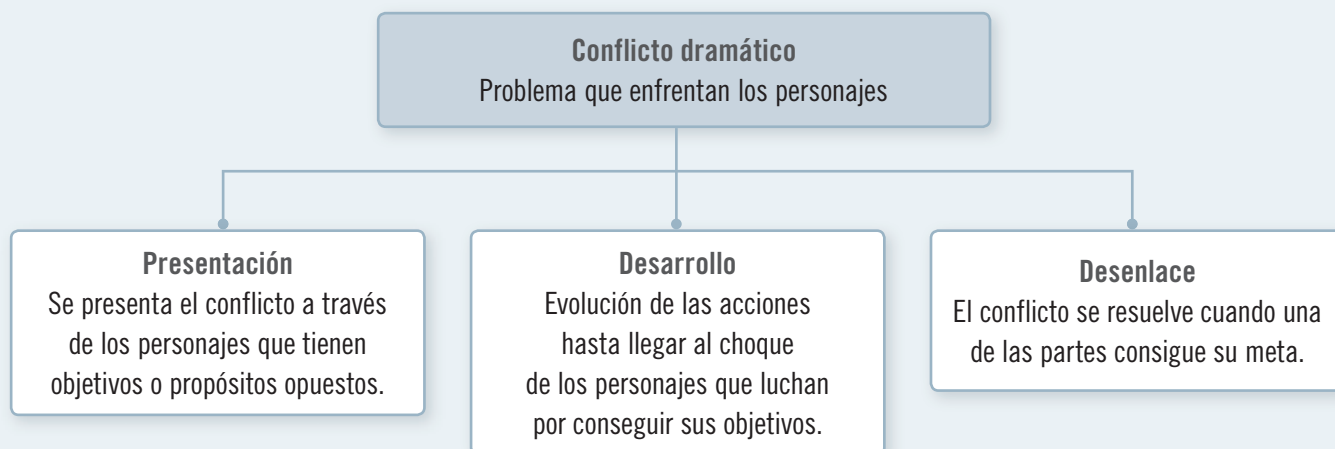 Conflicto dramático
Problema que enfrentan los personajes
Presentación
Se presenta el conflicto a través
de los personajes que tienen
objetivos o propósitos opuestos.
Desarrollo
Evolución de las acciones
hasta llegar al choque
de los personajes que luchan
por conseguir sus objetivos.
Desenlace
El conflicto se resuelve cuando una
de las partes consigue su meta.